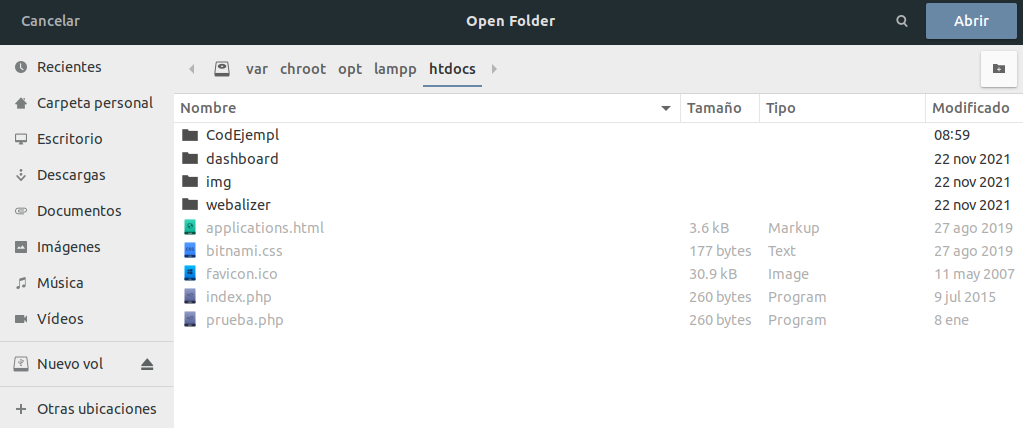 Cancelar Open Folder Abrir
Recientes
Carpeta personal
Escritorio
Descargas
Documentos
Imágenes
Música
Vídeos
Nuevo vol
Otras ubicaciones
var chroot opt lampp htdocs
Nombre Tamaño Tipo Modificado
CodEjempl 08:59
dashboard 22 nov 2021
img 22 nov 2021
webalizer 22 nov 2021
applications.html 3.6 kB Markup 27 ago 2019
bitnami.css 177 bytes Text 27 ago 2019
favicon.ico 30.9 kB Image 11 may 2007
index.php 260 bytes Program 9 jul 2015
prueba.php 260 bytes Program 8 ene